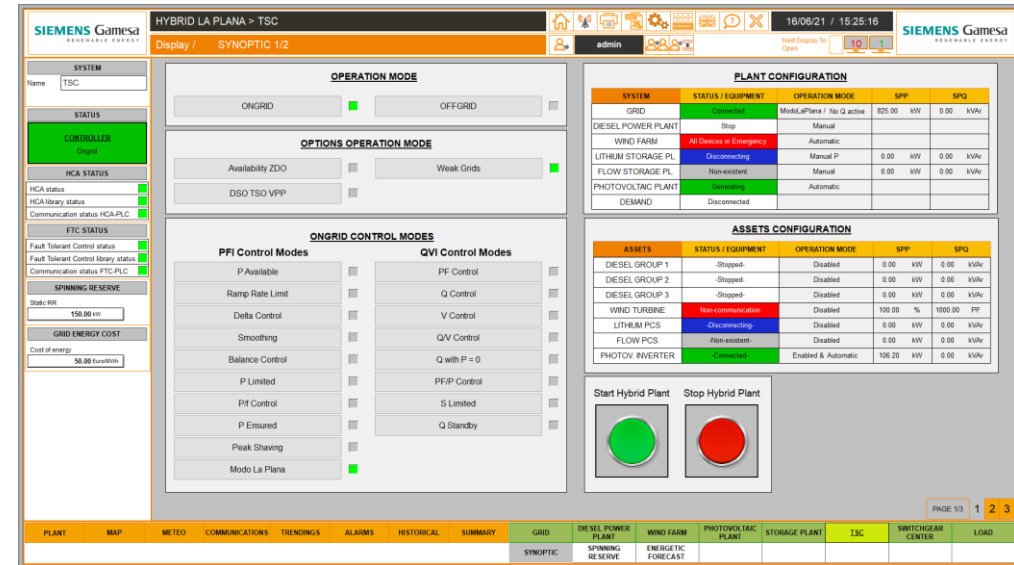 SIEMENS Gamesa
RENEWABLE ENERGY
HYBRID LA PLANA > TSC
16/06/21 / 15:25:16
SIEMENS Gamesa
RENEWABLE ENERGY
Display / SYNOPTIC 1/2
admin
Next Display To Open
10
1
SYSTEM
Name TSC
STATUS
CONTROLLER
Ongrid
HCA STATUS
HCA status
HCA library status
Communication status HCA-PLC
FTC STATUS
Fault Tolerant Control status
Fault Tolerant Control library status
Communication status FTC-PLC
SPINNING RESERVE
Static RR
150.00 kW
GRID ENERGY COST
Cost of energy
50.00 Euro/MWh
OPERATION MODE
ONGRID OFFGRID
OPTIONS OPERATION MODE
Availability ZDO Weak Grids
DSO TSO VPP
ONGRID CONTROL MODES
PFI Control Modes QVI Control Modes
P Available PF Control
Ramp Rate Limit Q Control
Delta Control V Control
Smoothing Q/V Control
Balance Control Q with P = 0
P Limited PF/P Control
P/f Control S Limited
P Ensured Q Standby
Peak Shaving
Modo La Plana
PLANT CONFIGURATION
SYSTEM STATUS / EQUIPMENT OPERATION MODE SPP SPQ
GRID Connected ModoLaPlana / No Q active 825.00 kW 0.00 kVAr
DIESEL POWER PLANT Stop Manual
WIND FARM All Devices in Emergency Automatic
LITHIUM STORAGE PL. Disconnecting Manual P 0.00 kW 0.00 kVAr
FLOW STORAGE PL. Non-existent Manual 0.00 kW 0.00 kVAr
PHOTOVOLTAIC PLANT Generating Automatic
DEMAND Disconnected
ASSETS CONFIGURATION
ASSETS STATUS / EQUIPMENT OPERATION MODE SPP SPQ
DIESEL GROUP 1 -Stopped- Disabled 0.00 kW 0.00 kVAr
DIESEL GROUP 2 -Stopped- Disabled 0.00 kW 0.00 kVAr
DIESEL GROUP 3 -Stopped- Disabled 0.00 kW 0.00 kVAr
WIND TURBINE Non-communication Disabled 100.00 % 1000.00 PF
LITHIUM PCS -Disconnecting- Disabled 0.00 kW 0.00 kVAr
FLOW PCS -Non-existent- Disabled 0.00 kW 0.00 kVAr
PHOTOV. INVERTER -Connected- Enabled & Automatic 106.20 kW 0.00 kVAr
Start Hybrid Plant Stop Hybrid Plant
PAGE 1/3 1 2 3
PLANT MAP METEO COMMUNICATIONS TRENDINGS ALARMS HISTORICAL SUMMARY GRID DIESEL POWER PLANT WIND FARM PHOTOVOLTAIC PLANT STORAGE PLANT TSC SWITCHGEAR CENTER LOAD
SYNOPTIC SPINNING RESERVE ENERGETIC FORECAST